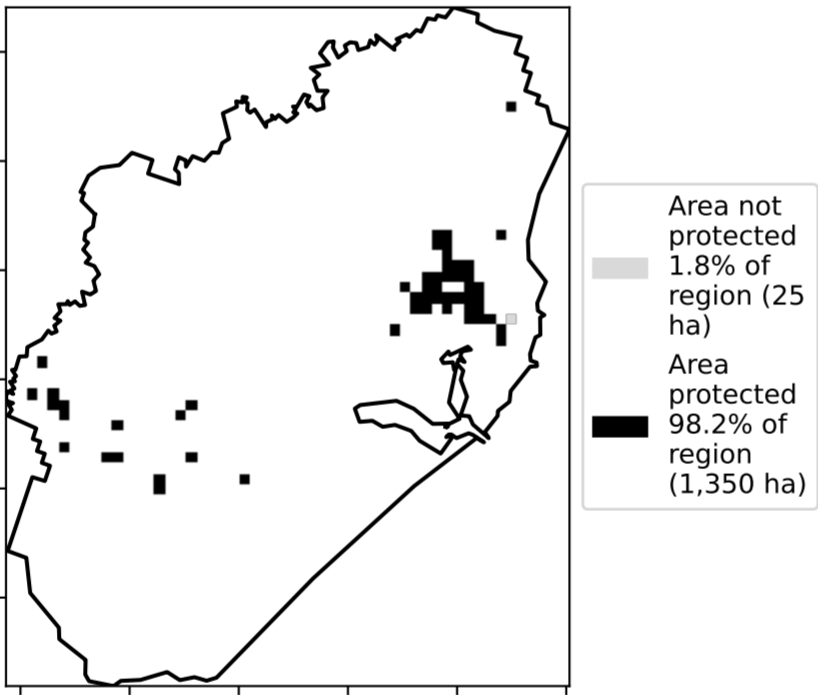 Area not
protected
1.8% of
region (25
ha)
Area
protected
98.2% of
region
(1,350 ha)